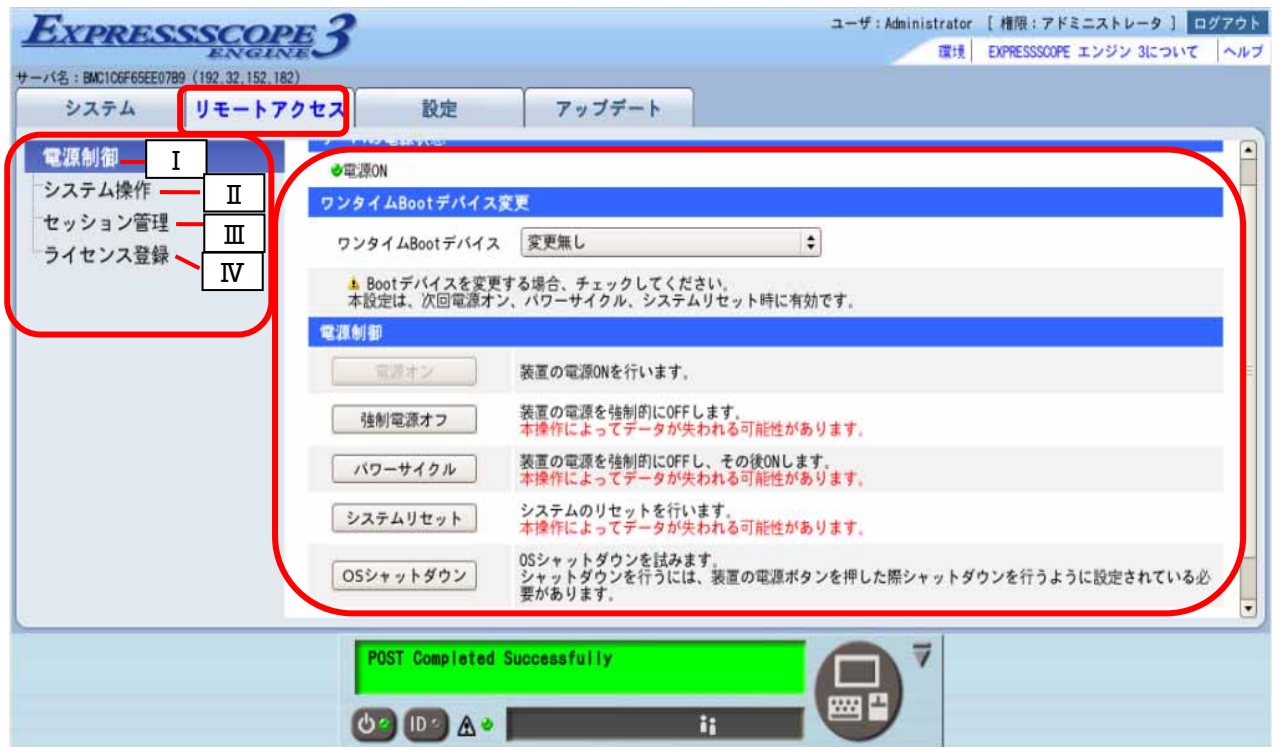 EXPRESSSCOPE
ENGINE 3
ユーザ:Administrator [ 権限:アドミニストレータ ] ログアウト
環境 EXPRESSSCOPE エンジン 3について ヘルプ
サーバ名:BMC1C6F65EE07B9 (192.32.152.182)
システム リモートアクセス 設定 アップデート
電源制御 Ⅰ
システム操作 Ⅱ
セッション管理 Ⅲ
ライセンス登録 Ⅳ
電源ON
ワンタイムBootデバイス変更
ワンタイムBootデバイス 変更無し
Bootデバイスを変更する場合、チェックしてください。
本設定は、次回電源オン、パワーサイクル、システムリセット時に有効です。
電源制御
電源オン 装置の電源ONを行います。
強制電源オフ 装置の電源を強制的にOFFします。
本操作によってデータが失われる可能性があります。
パワーサイクル 装置の電源を強制的にOFFし、その後ONします。
本操作によってデータが失われる可能性があります。
システムリセット システムのリセットを行います。
本操作によってデータが失われる可能性があります。
OSシャットダウン OSシャットダウンを試みます。
シャットダウンを行うには、装置の電源ボタンを押した際シャットダウンを行うように設定されている必
要があります。
POST Completed Successfully
ID